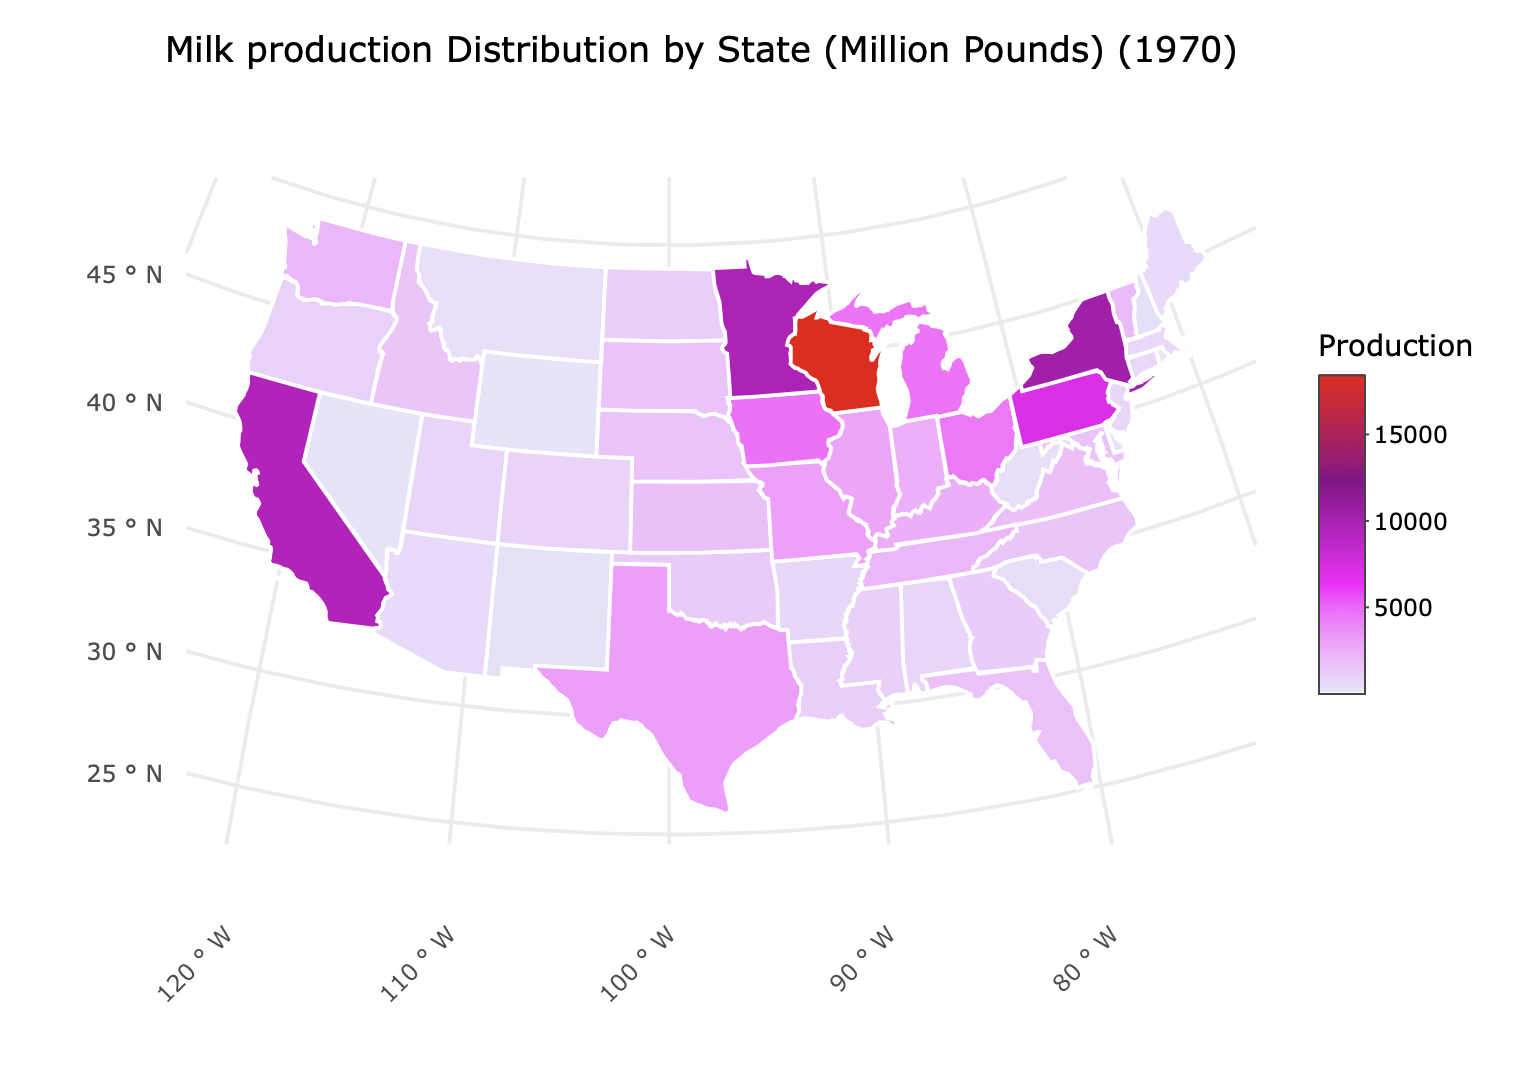 Milk production Distribution by State (Million Pounds) (1970)
45 ° N
40 ° N
35 ° N
30 ° N
25 ° N
120 ° W
110 ° W
100 ° W
90 ° W
80 ° W
Production
15000
10000
5000